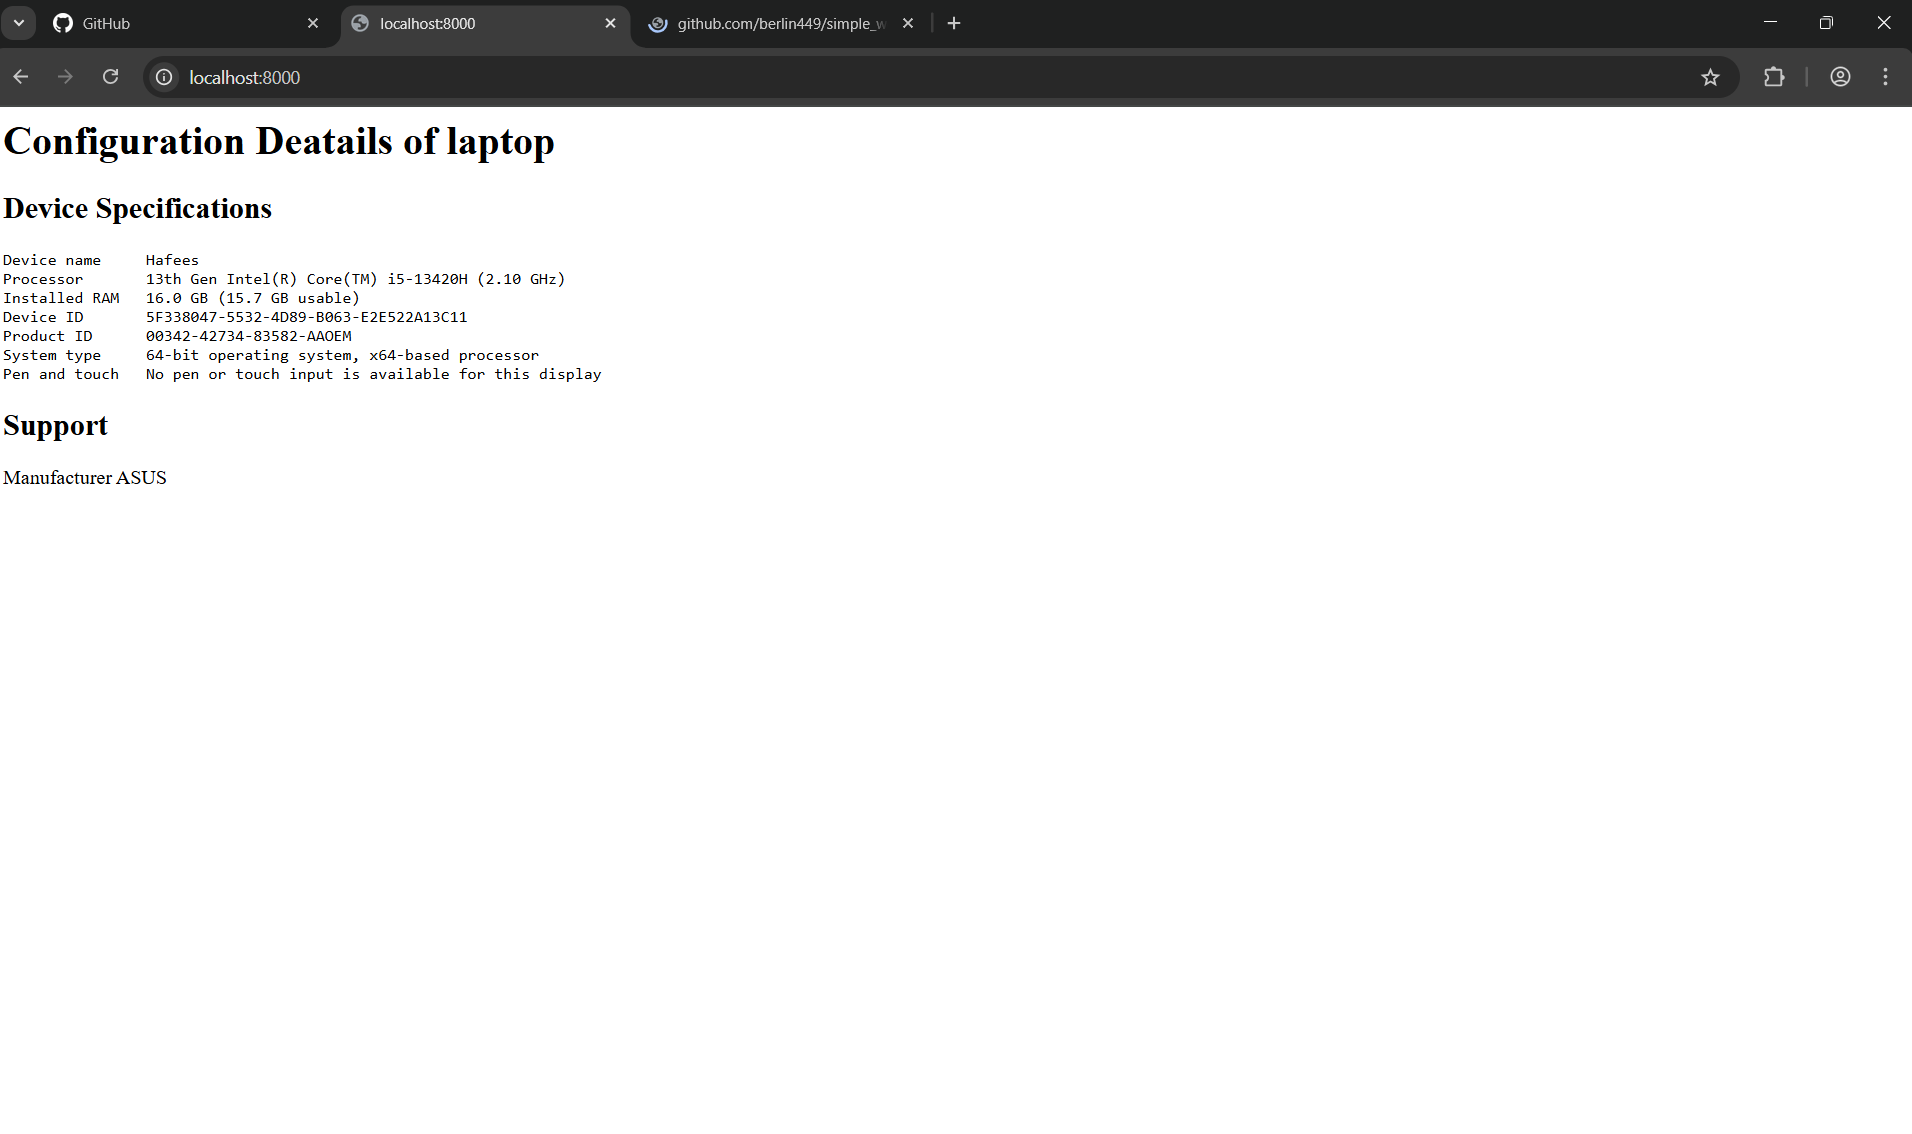 GitHub
localhost:8000
github.com/berlin449/simple_w
localhost:8000
Configuration Deatails of laptop
Device Specifications
Device name     Hafees
Processor       13th Gen Intel(R) Core(TM) i5-13420H (2.10 GHz)
Installed RAM   16.0 GB (15.7 GB usable)
Device ID       5F338047-5532-4D89-B063-E2E522A13C11
Product ID      00342-42734-83582-AAOEM
System type     64-bit operating system, x64-based processor
Pen and touch   No pen or touch input is available for this display
Support
Manufacturer ASUS